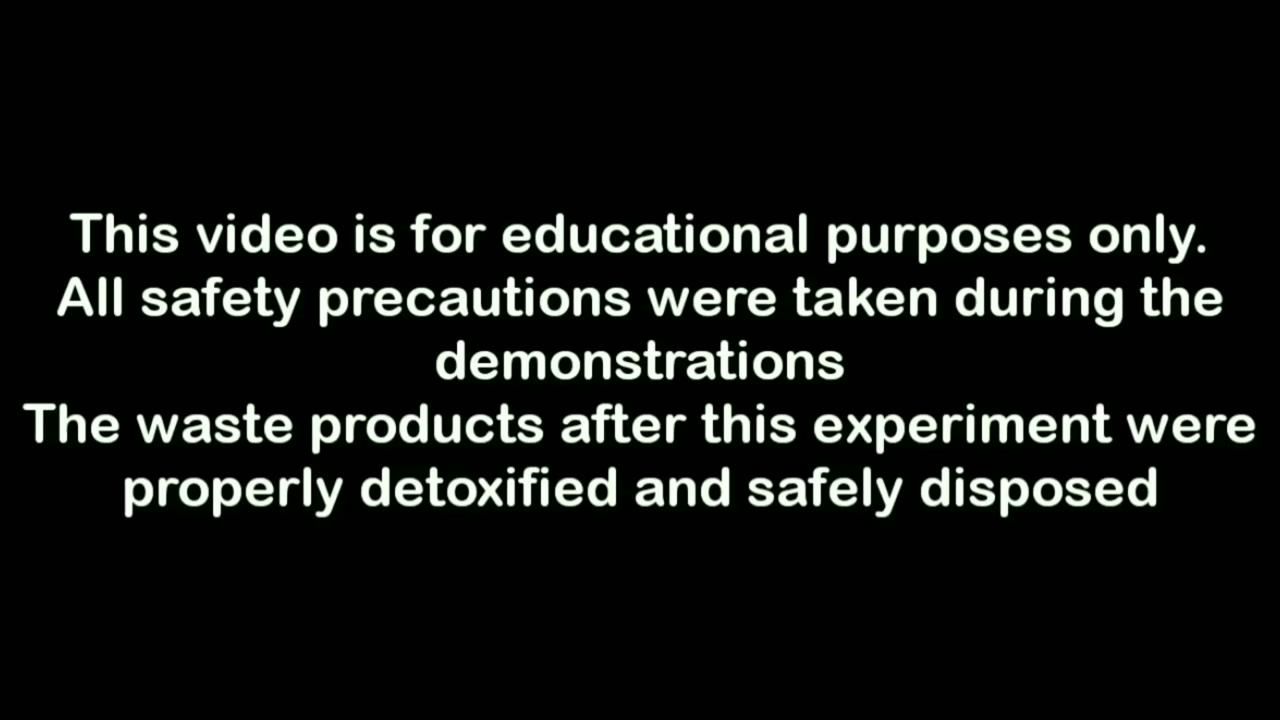 This video is for educational purposes only.
All safety precautions were taken during the
demonstrations
The waste products after this experiment were
properly detoxified and safely disposed